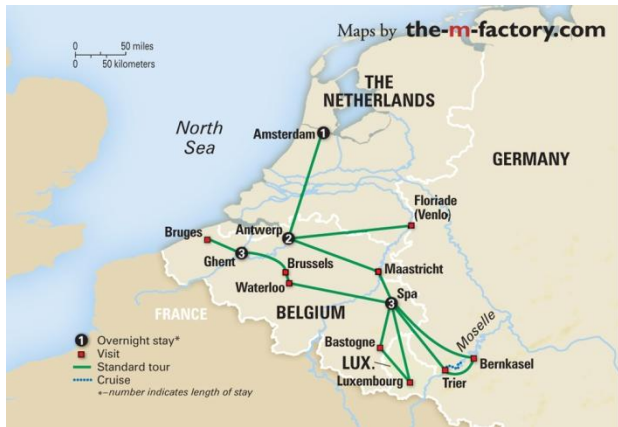 Maps by the-m-factory.com
0 50 miles
0 50 kilometers
THE
NETHERLANDS
North
Sea
Amsterdam
1
GERMANY
Floriade
(Venlo)
Bruges
Antwerp
2
Ghent
3
Brussels
Maastricht
Waterloo
Spa
3
FRANCE
BELGIUM
Moselle
Bastogne
LUX.
Bernkasel
Luxembourg
Trier
1 Overnight stay*
Visit
Standard tour
Cruise
*–number indicates length of stay